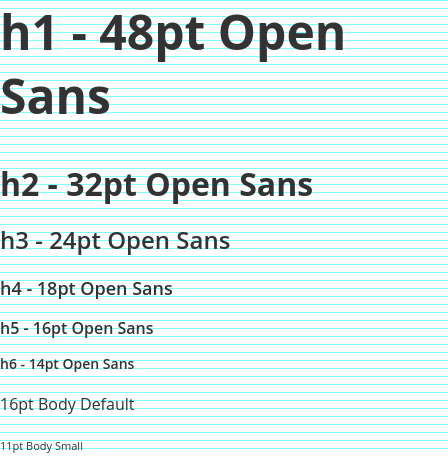 h1 - 48pt Open
Sans
h2 - 32pt Open Sans
h3 - 24pt Open Sans
h4 - 18pt Open Sans
h5 - 16pt Open Sans
h6 - 14pt Open Sans
16pt Body Default
11pt Body Small